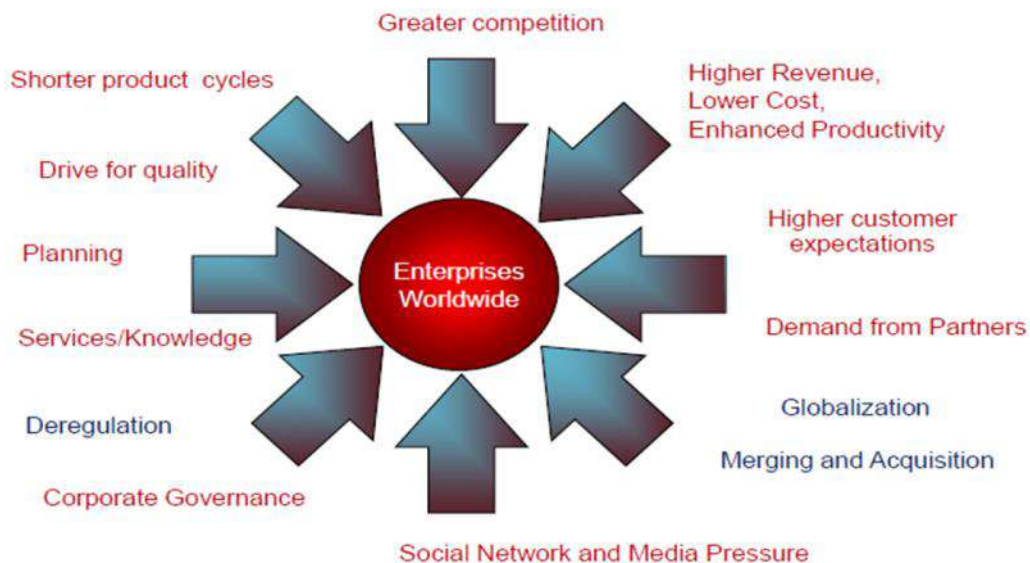 Greater competition
Shorter product cycles
Higher Revenue,
Lower Cost,
Enhanced Productivity
Drive for quality
Higher customer
expectations
Planning
Enterprises
Worldwide
Services/Knowledge
Demand from Partners
Deregulation
Globalization
Merging and Acquisition
Corporate Governance
Social Network and Media Pressure